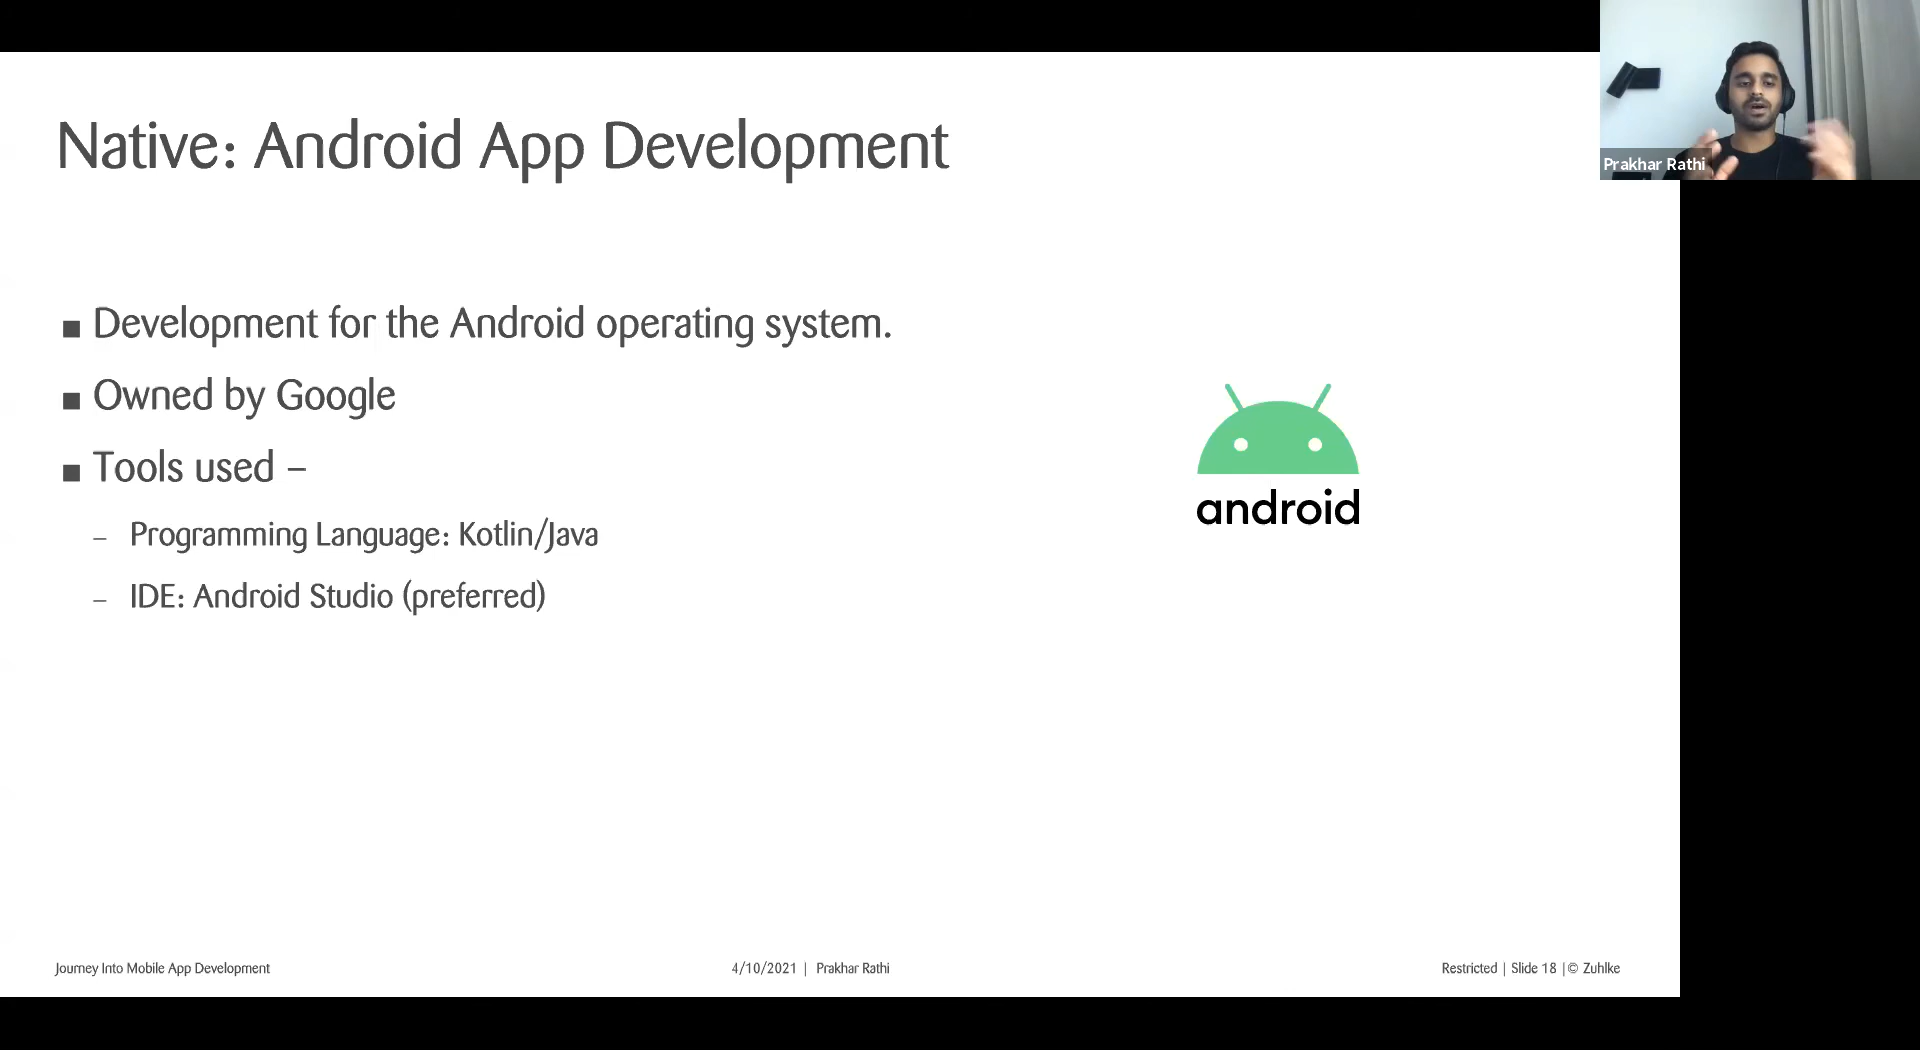 Native: Android App Development
Prakhar Rathi
■ Development for the Android operating system.
■ Owned by Google
■ Tools used –
– Programming Language: Kotlin/Java
– IDE: Android Studio (preferred)
android
Journey Into Mobile App Development
4/10/2021 | Prakhar Rathi
Restricted | Slide 18 | © Zuhlke